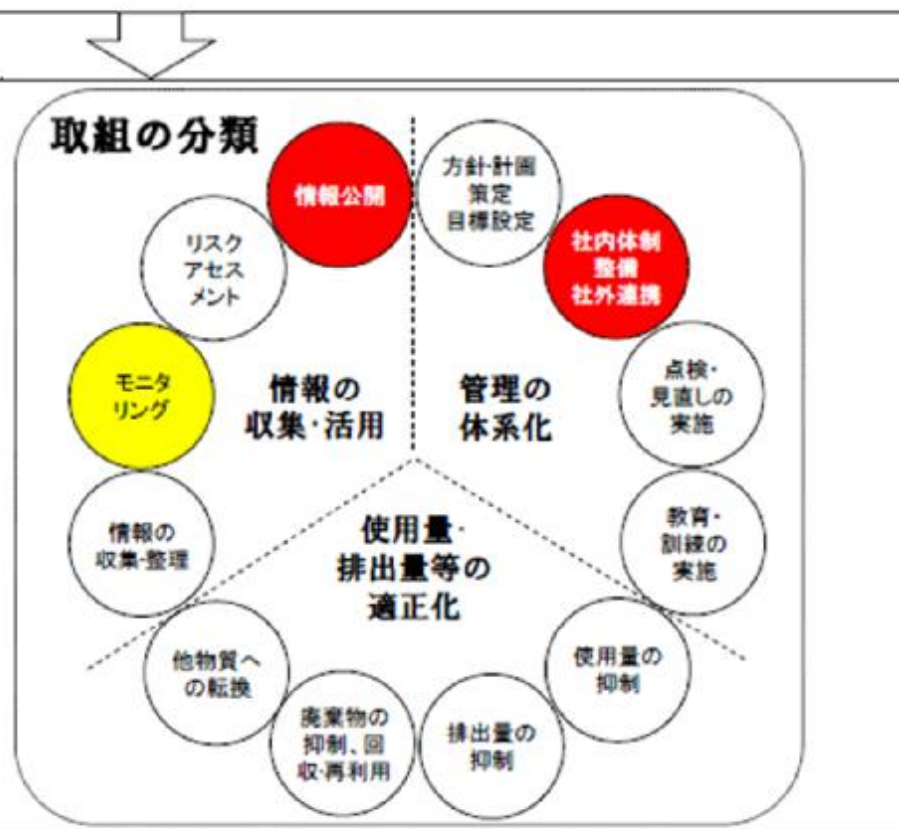 取組の分類
情報公開
方針・計画
策定
目標設定
リスク
アセス
メント
社内体制
整備
社外連携
モニタ
リング
情報の
収集・活用
管理の
体系化
点検・
見直しの
実施
情報の
収集・整理
使用量・
排出量等の
適正化
教育・
訓練の
実施
他物質へ
の転換
使用量の
抑制
廃棄物の
抑制、回
収・再利用
排出量の
抑制